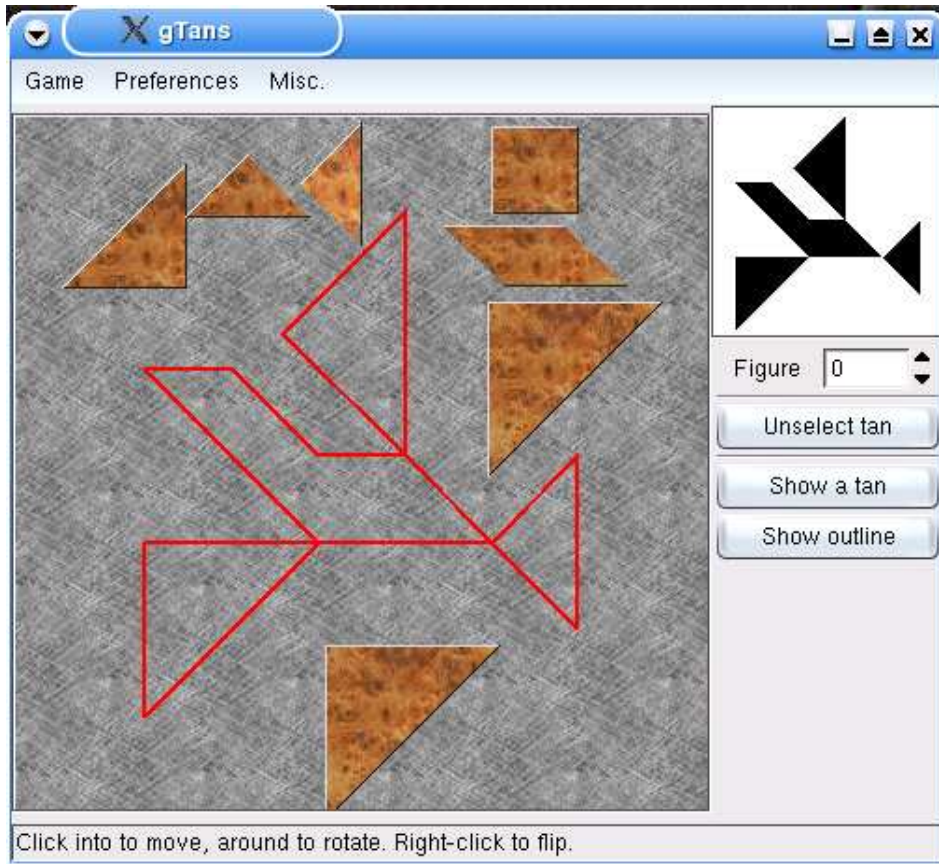 gTans
Game Preferences Misc.
Figure 0
Unselect tan
Show a tan
Show outline
Click into to move, around to rotate. Right-click to flip.